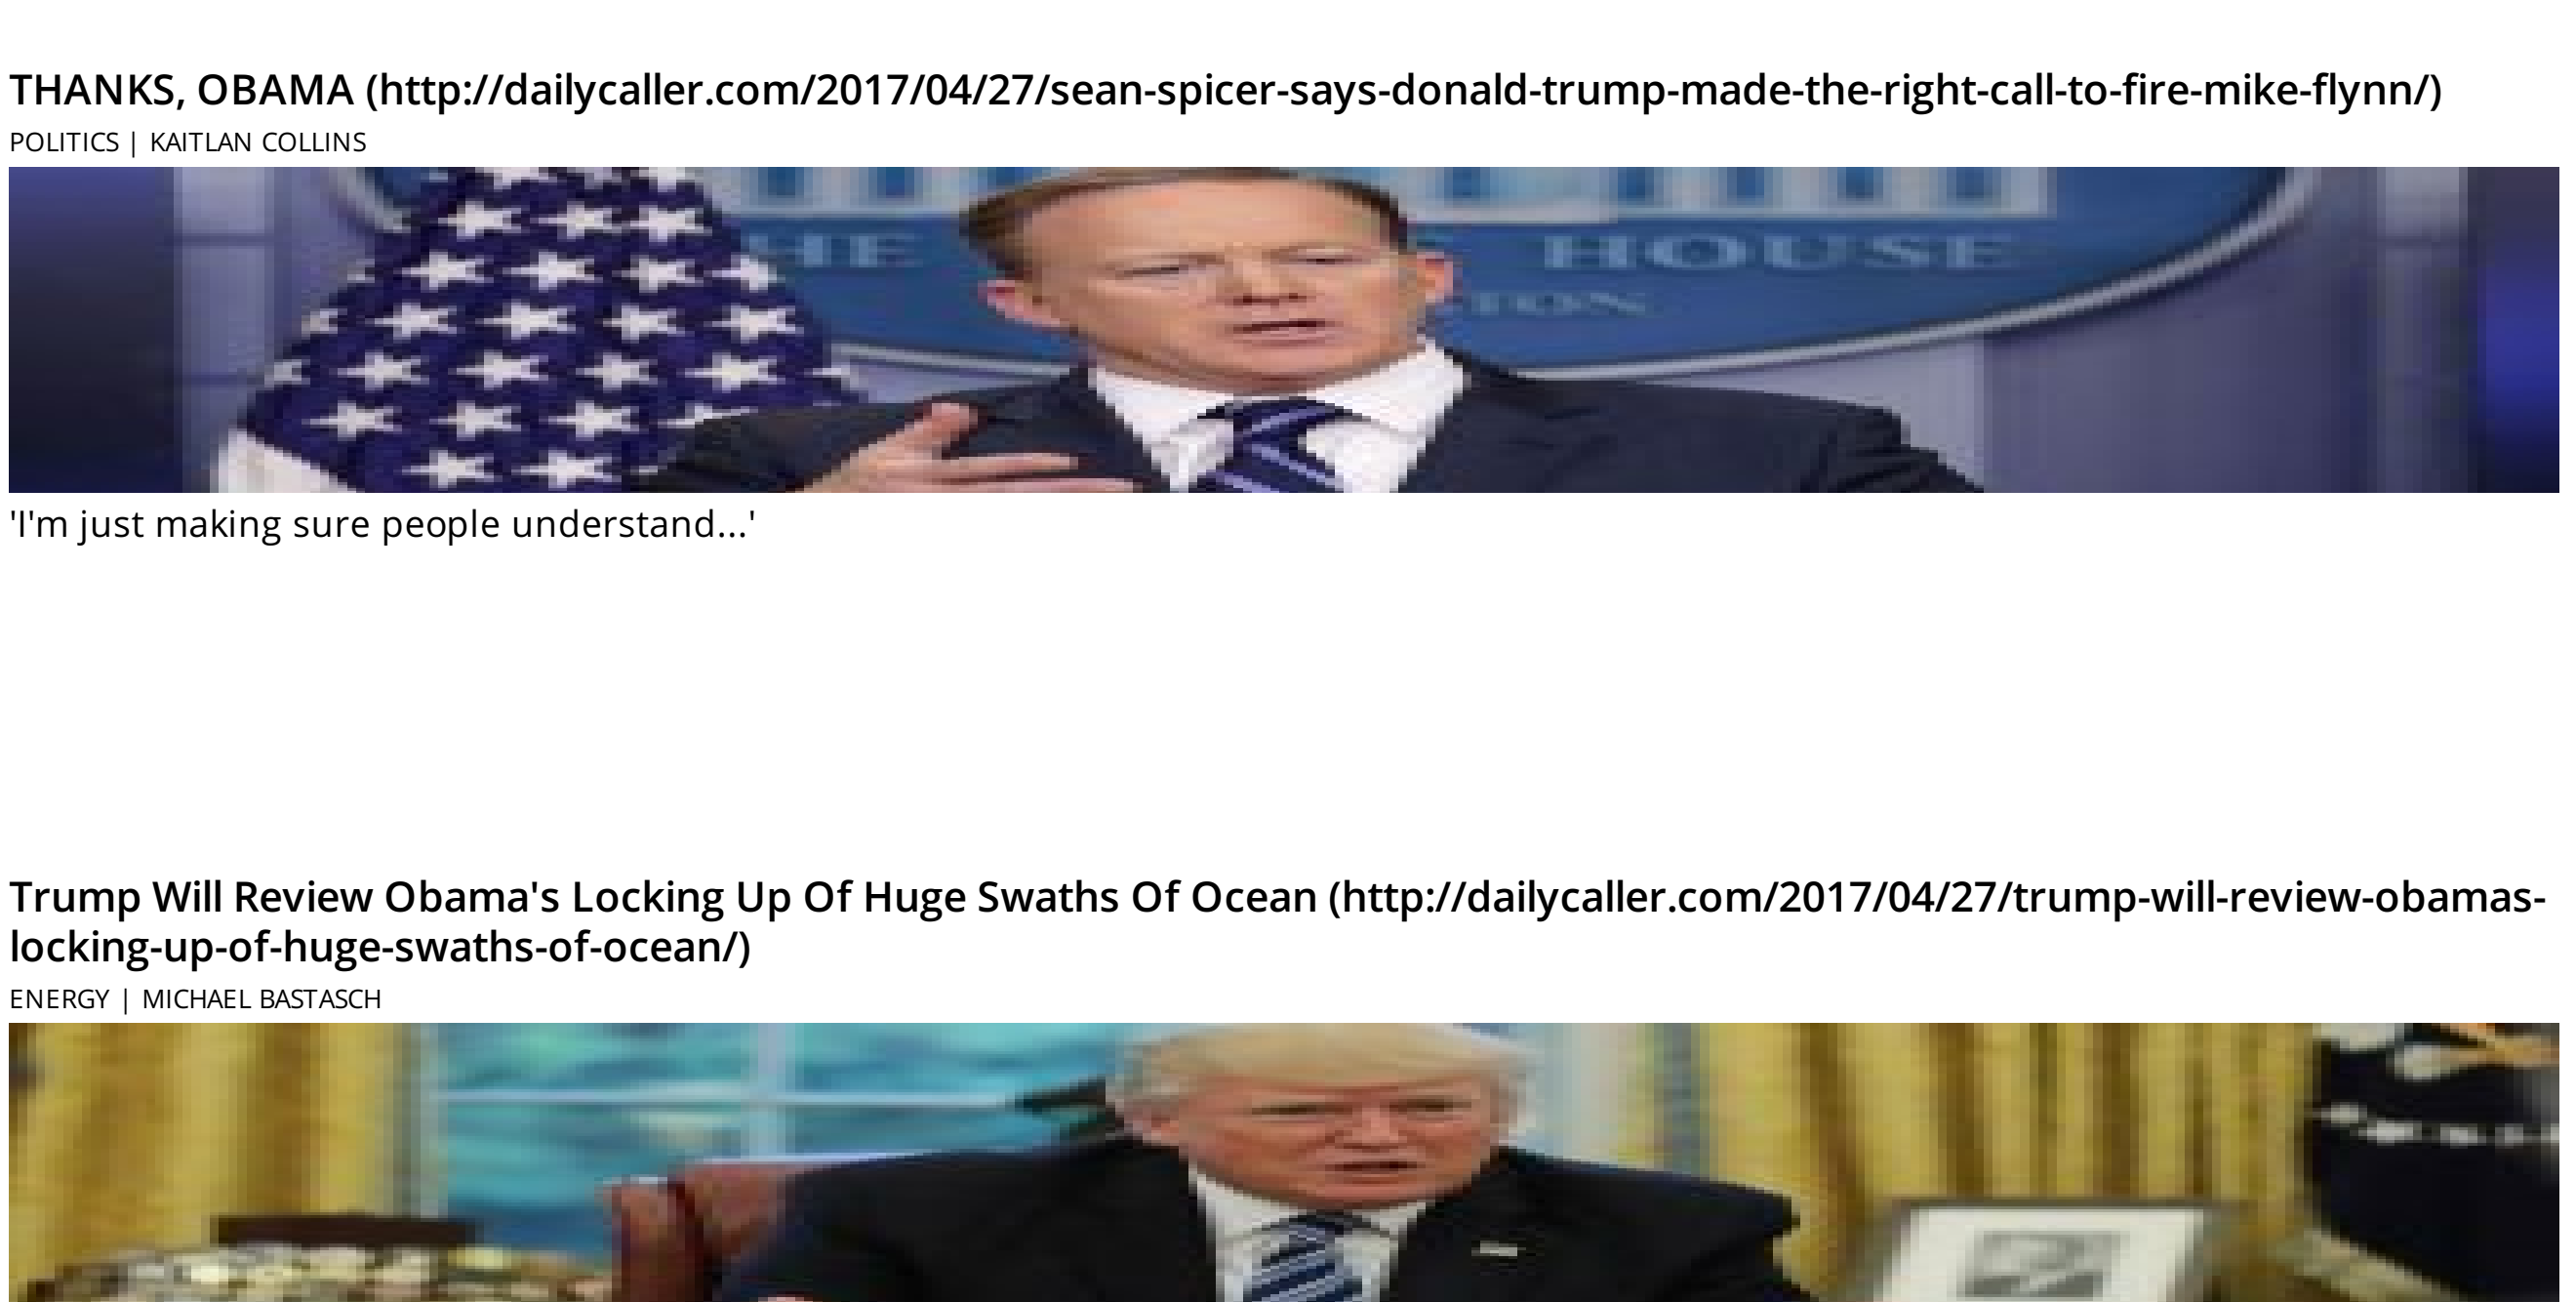 THANKS, OBAMA (http://dailycaller.com/2017/04/27/sean-spicer-says-donald-trump-made-the-right-call-to-fire-mike-flynn/)
POLITICS | KAITLAN COLLINS
HE HOUSE
TON
'I'm just making sure people understand...'
Trump Will Review Obama's Locking Up Of Huge Swaths Of Ocean (http://dailycaller.com/2017/04/27/trump-will-review-obamas-
locking-up-of-huge-swaths-of-ocean/)
ENERGY | MICHAEL BASTASCH